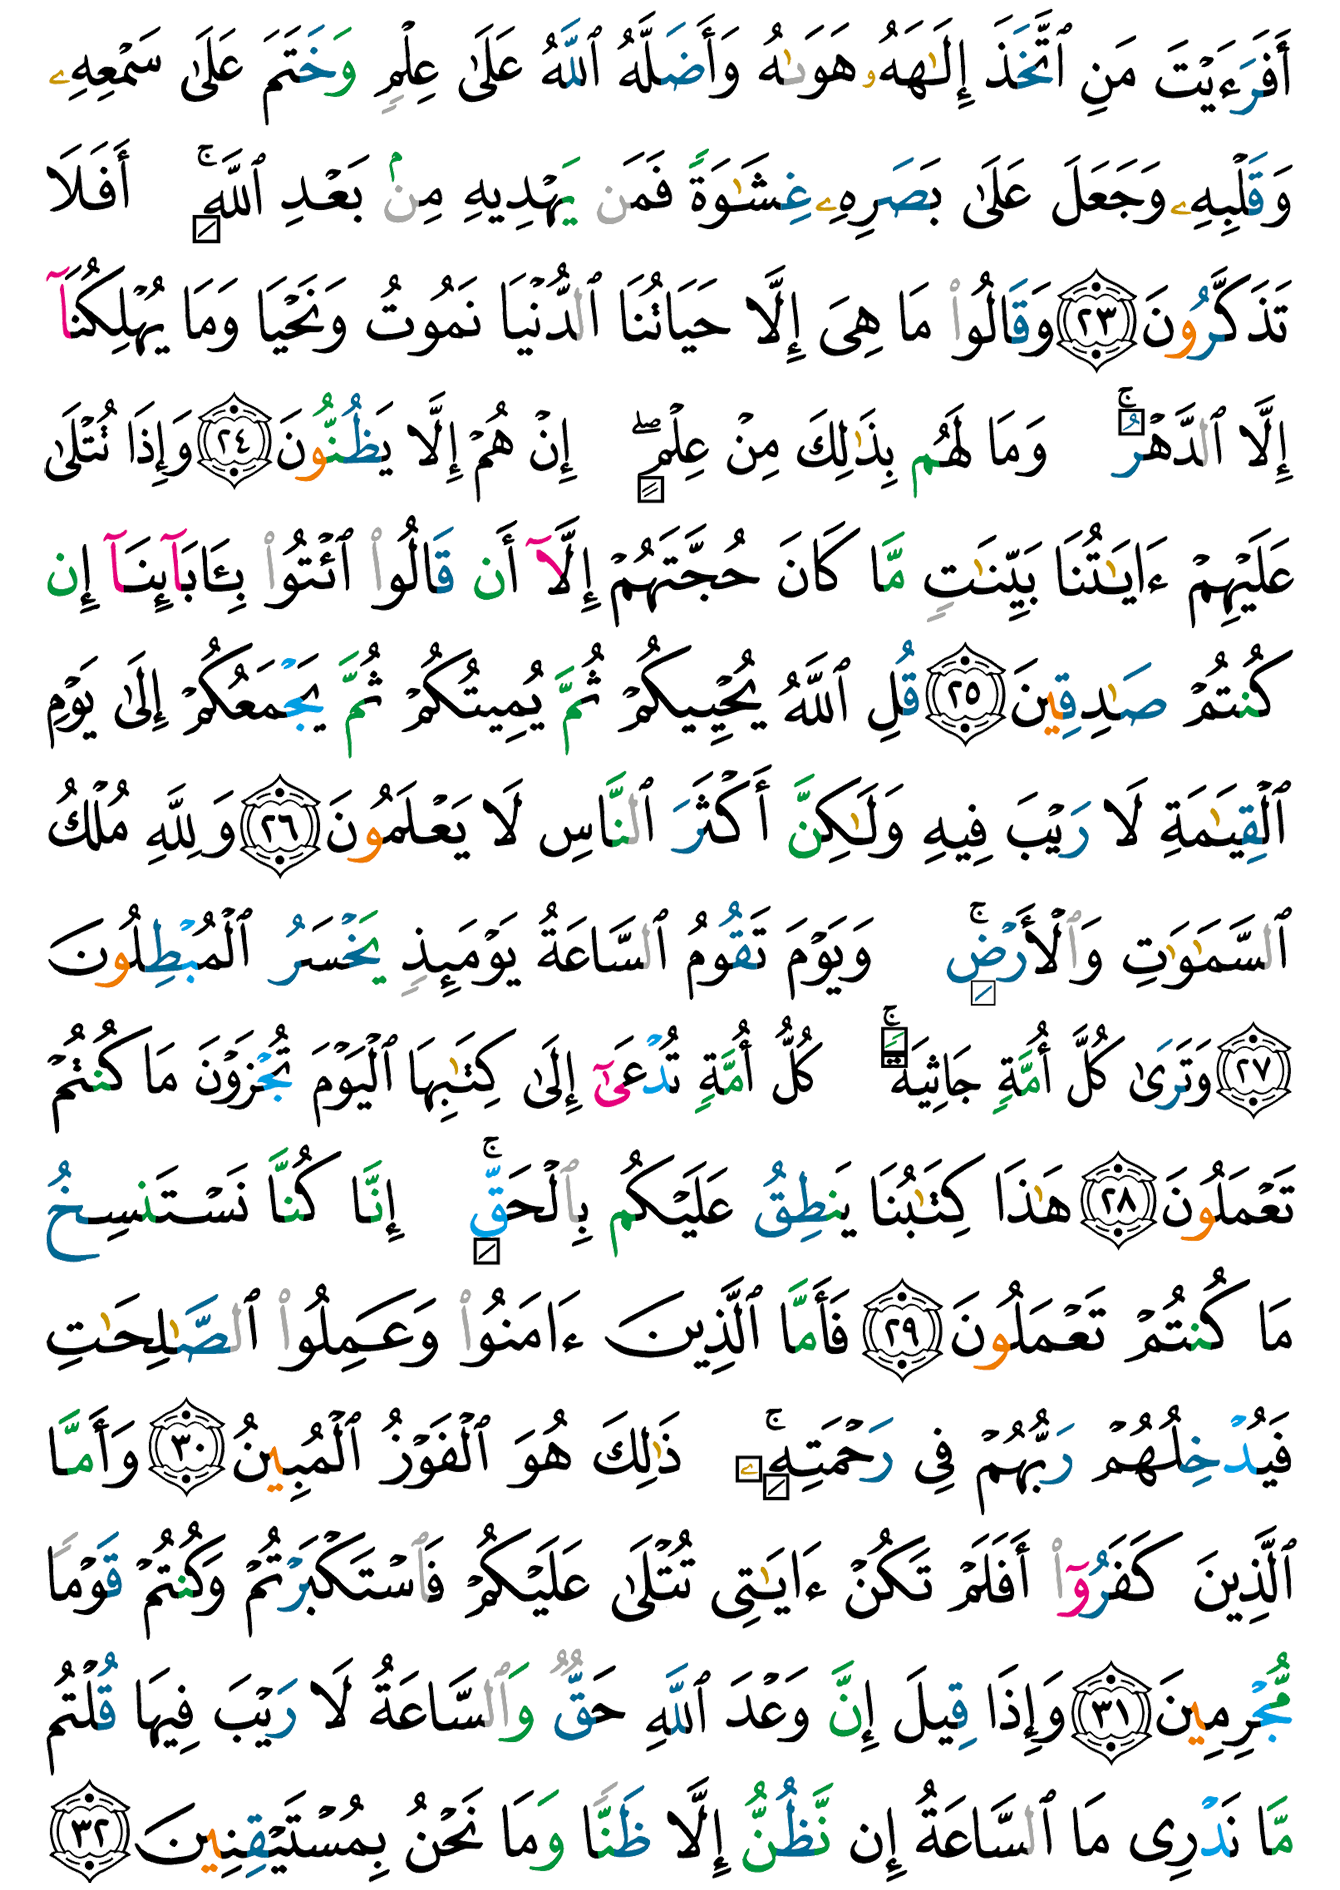 أَفَرَءَيْتَ مَنِ ٱتَّخَذَ إِلَـٰهَهُۥ هَوَىٰهُ وَأَضَلَّهُ ٱللَّهُ عَلَىٰ عِلْمٍ وَخَتَمَ عَلَىٰ سَمْعِهِۦ
وَقَلْبِهِۦ وَجَعَلَ عَلَىٰ بَصَرِهِۦ غِشَـٰوَةً فَمَن يَهْدِيهِ مِنۢ بَعْدِ ٱللَّهِ ۚ أَفَلَا
تَذَكَّرُونَ ٢٣ وَقَالُوا۟ مَا هِىَ إِلَّا حَيَاتُنَا ٱلدُّنْيَا نَمُوتُ وَنَحْيَا وَمَا يُهْلِكُنَآ
إِلَّا ٱلدَّهْرُ ۚ وَمَا لَهُم بِذَٰلِكَ مِنْ عِلْمٍ ۖ إِنْ هُمْ إِلَّا يَظُنُّونَ ٢٤ وَإِذَا تُتْلَىٰ
عَلَيْهِمْ ءَايَـٰتُنَا بَيِّنَـٰتٍ مَّا كَانَ حُجَّتَهُمْ إِلَّآ أَن قَالُوا۟ ٱئْتُوا۟ بِـَٔابَآئِنَآ إِن
كُنتُمْ صَـٰدِقِينَ ٢٥ قُلِ ٱللَّهُ يُحْيِيكُمْ ثُمَّ يُمِيتُكُمْ ثُمَّ يَجْمَعُكُمْ إِلَىٰ يَوْمِ
ٱلْقِيَـٰمَةِ لَا رَيْبَ فِيهِ وَلَـٰكِنَّ أَكْثَرَ ٱلنَّاسِ لَا يَعْلَمُونَ ٢٦ وَلِلَّهِ مُلْكُ
ٱلسَّمَـٰوَٰتِ وَٱلْأَرْضِ ۚ وَيَوْمَ تَقُومُ ٱلسَّاعَةُ يَوْمَئِذٍ يَخْسَرُ ٱلْمُبْطِلُونَ
٢٧ وَتَرَىٰ كُلَّ أُمَّةٍ جَاثِيَةً ۚ كُلُّ أُمَّةٍ تُدْعَىٰٓ إِلَىٰ كِتَـٰبِهَا ٱلْيَوْمَ تُجْزَوْنَ مَا كُنتُمْ
تَعْمَلُونَ ٢٨ هَـٰذَا كِتَـٰبُنَا يَنطِقُ عَلَيْكُم بِٱلْحَقِّ ۚ إِنَّا كُنَّا نَسْتَنسِخُ
مَا كُنتُمْ تَعْمَلُونَ ٢٩ فَأَمَّا ٱلَّذِينَ ءَامَنُوا۟ وَعَمِلُوا۟ ٱلصَّـٰلِحَـٰتِ
فَيُدْخِلُهُمْ رَبُّهُمْ فِى رَحْمَتِهِۦ ۚ ذَٰلِكَ هُوَ ٱلْفَوْزُ ٱلْمُبِينُ ٣٠ وَأَمَّا
ٱلَّذِينَ كَفَرُوٓا۟ أَفَلَمْ تَكُنْ ءَايَـٰتِى تُتْلَىٰ عَلَيْكُمْ فَٱسْتَكْبَرْتُمْ وَكُنتُمْ قَوْمًا
مُّجْرِمِينَ ٣١ وَإِذَا قِيلَ إِنَّ وَعْدَ ٱللَّهِ حَقٌّ وَٱلسَّاعَةُ لَا رَيْبَ فِيهَا قُلْتُم
مَّا نَدْرِى مَا ٱلسَّاعَةُ إِن نَّظُنُّ إِلَّا ظَنًّا وَمَا نَحْنُ بِمُسْتَيْقِنِينَ ٣٢